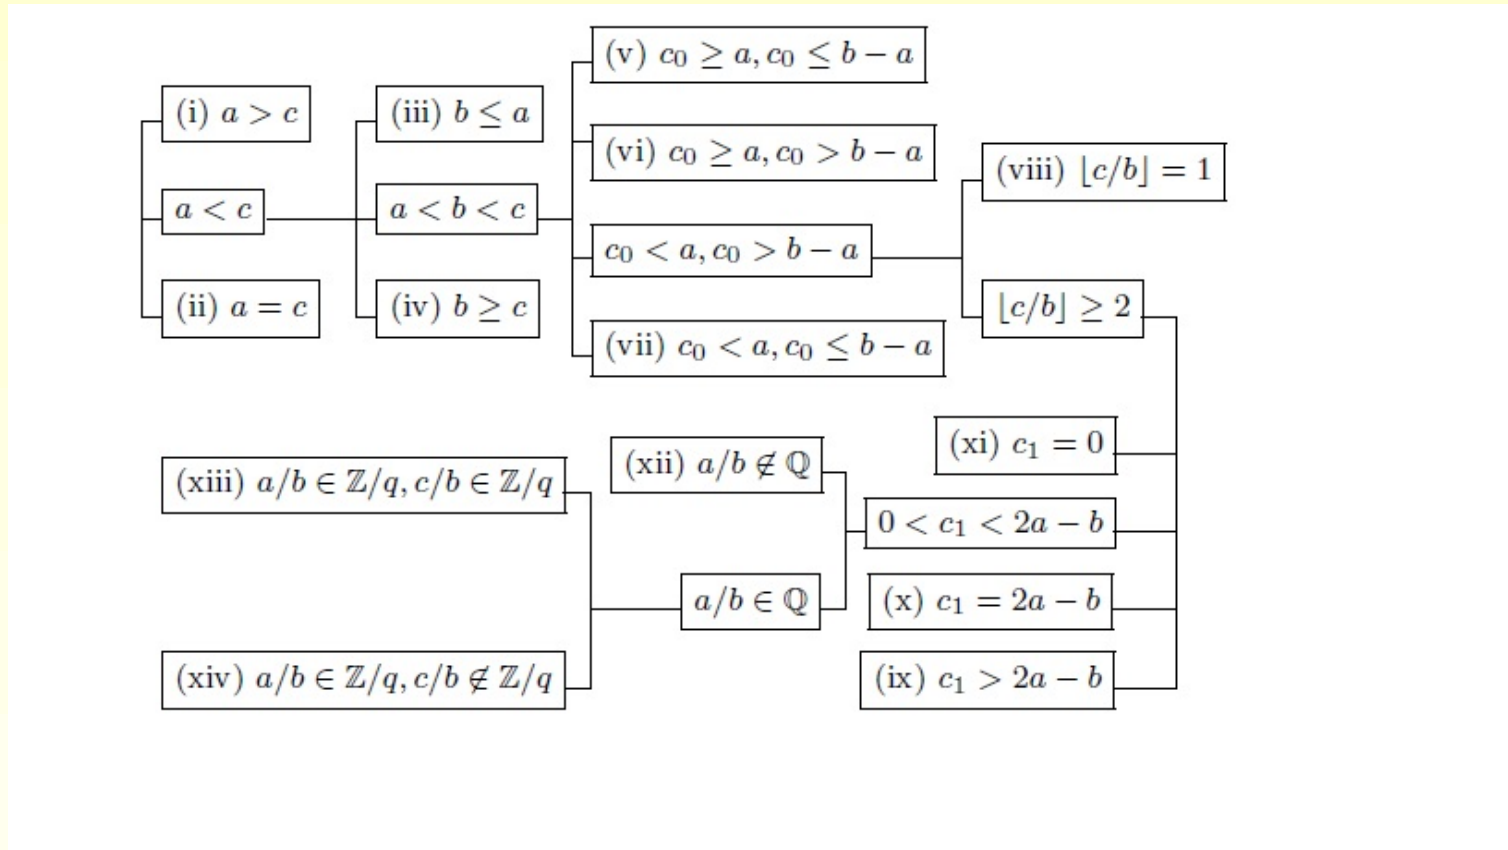 (v) c₀ ≥ a, c₀ ≤ b − a
(i) a > c
(iii) b ≤ a
(vi) c₀ ≥ a, c₀ > b − a
(viii) ⌊c/b⌋ = 1
a < c
a < b < c
c₀ < a, c₀ > b − a
(ii) a = c
(iv) b ≥ c
⌊c/b⌋ ≥ 2
(vii) c₀ < a, c₀ ≤ b − a
(xi) c₁ = 0
(xii) a/b ∉ ℚ
(xiii) a/b ∈ ℤ/q, c/b ∈ ℤ/q
0 < c₁ < 2a − b
a/b ∈ ℚ
(x) c₁ = 2a − b
(xiv) a/b ∈ ℤ/q, c/b ∉ ℤ/q
(ix) c₁ > 2a − b